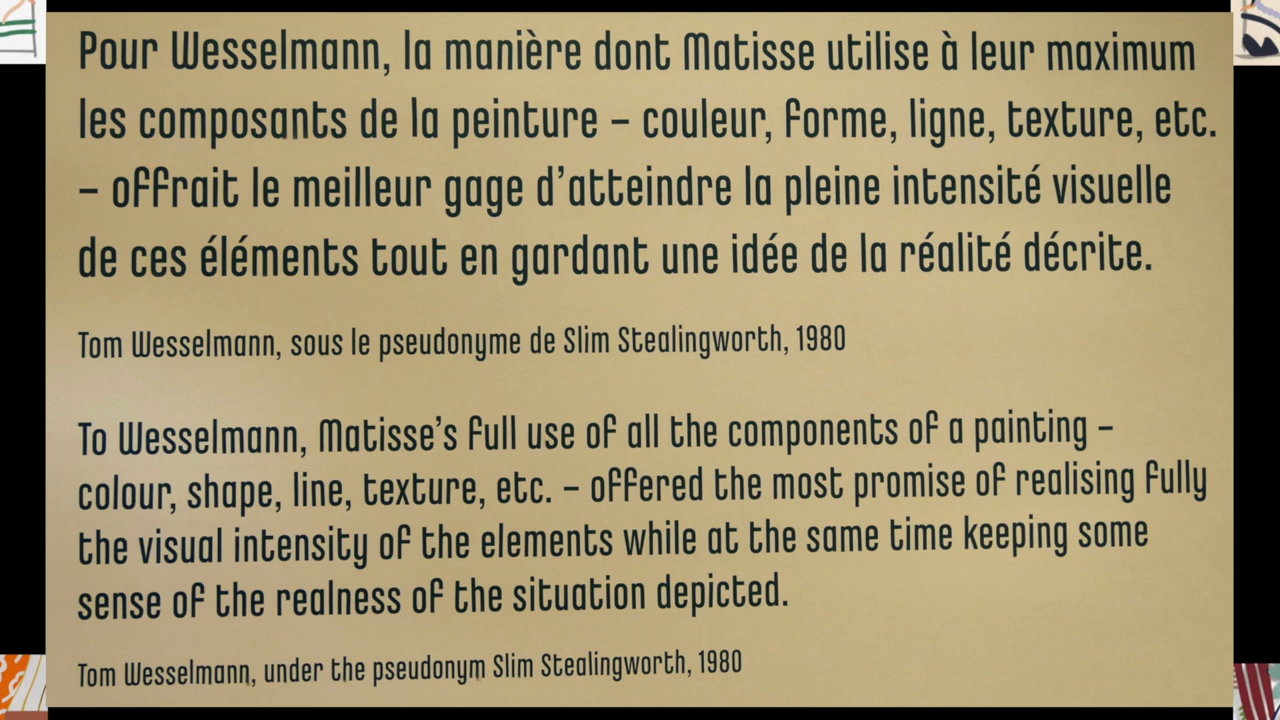 Pour Wesselmann, la manière dont Matisse utilise à leur maximum
les composants de la peinture – couleur, forme, ligne, texture, etc.
– offrait le meilleur gage d’atteindre la pleine intensité visuelle
de ces éléments tout en gardant une idée de la réalité décrite.
Tom Wesselmann, sous le pseudonyme de Slim Stealingworth, 1980
To Wesselmann, Matisse’s full use of all the components of a painting –
colour, shape, line, texture, etc. – offered the most promise of realising fully
the visual intensity of the elements while at the same time keeping some
sense of the realness of the situation depicted.
Tom Wesselmann, under the pseudonym Slim Stealingworth, 1980